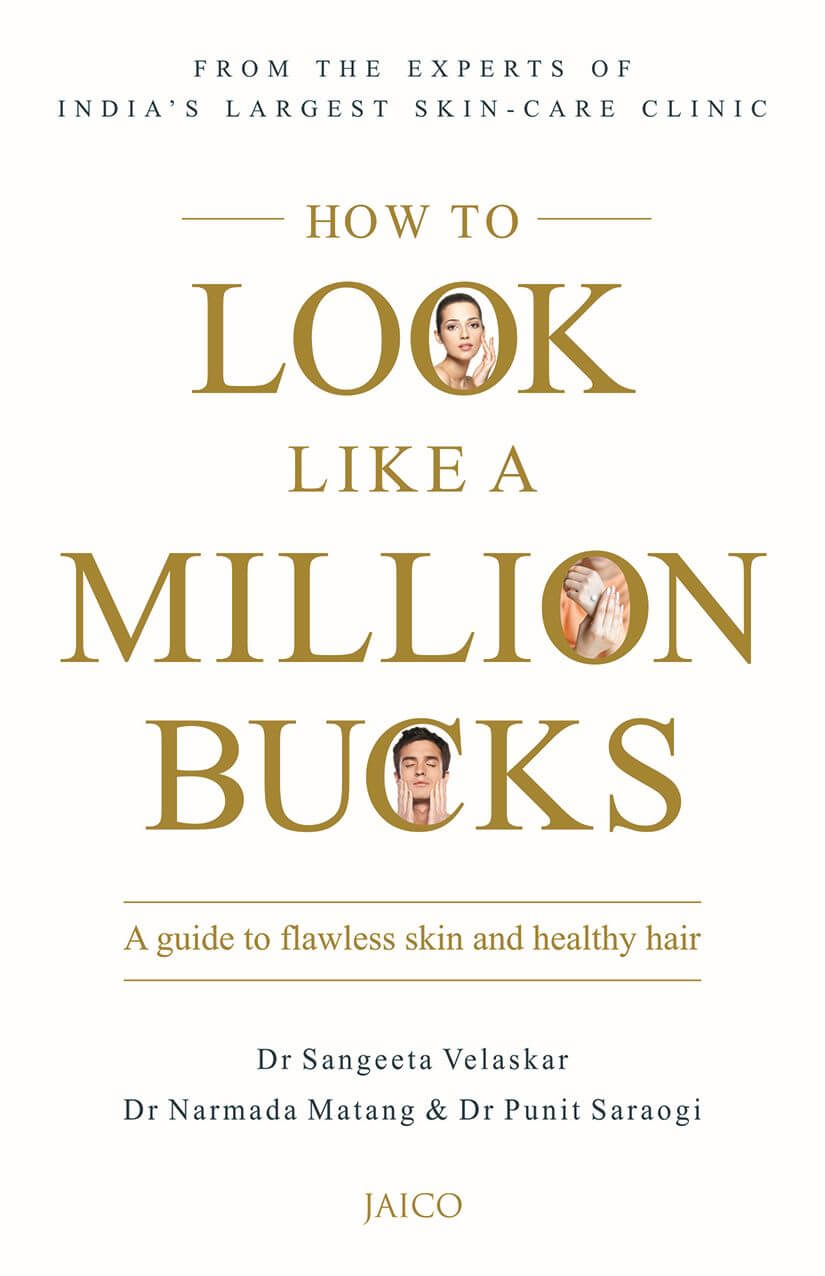 FROM THE EXPERTS OF
INDIA'S LARGEST SKIN-CARE CLINIC
HOW TO
LOOK
LIKE A
MILLION
BUCKS
A guide to flawless skin and healthy hair
Dr Sangeeta Velaskar
Dr Narmada Matang & Dr Punit Saraogi
JAICO